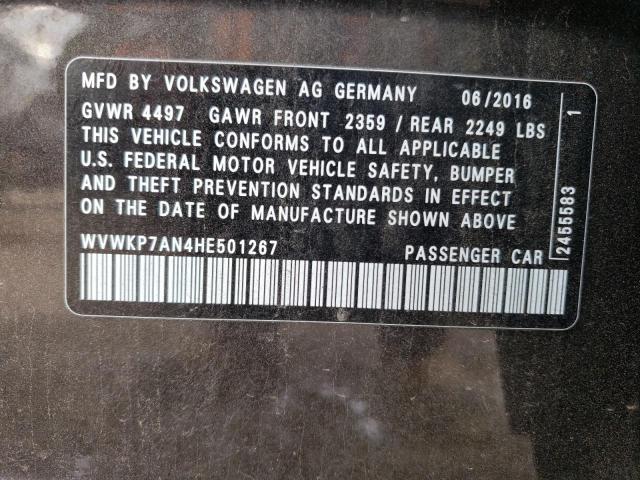 MFD BY VOLKSWAGEN AG GERMANY 06/2016
GVWR 4497 GAWR FRONT 2359 / REAR 2249 LBS
THIS VEHICLE CONFORMS TO ALL APPLICABLE
U.S. FEDERAL MOTOR VEHICLE SAFETY, BUMPER
AND THEFT PREVENTION STANDARDS IN EFFECT
ON THE DATE OF MANUFACTURE SHOWN ABOVE
WVWKP7AN4HE501267 PASSENGER CAR
2455583 1